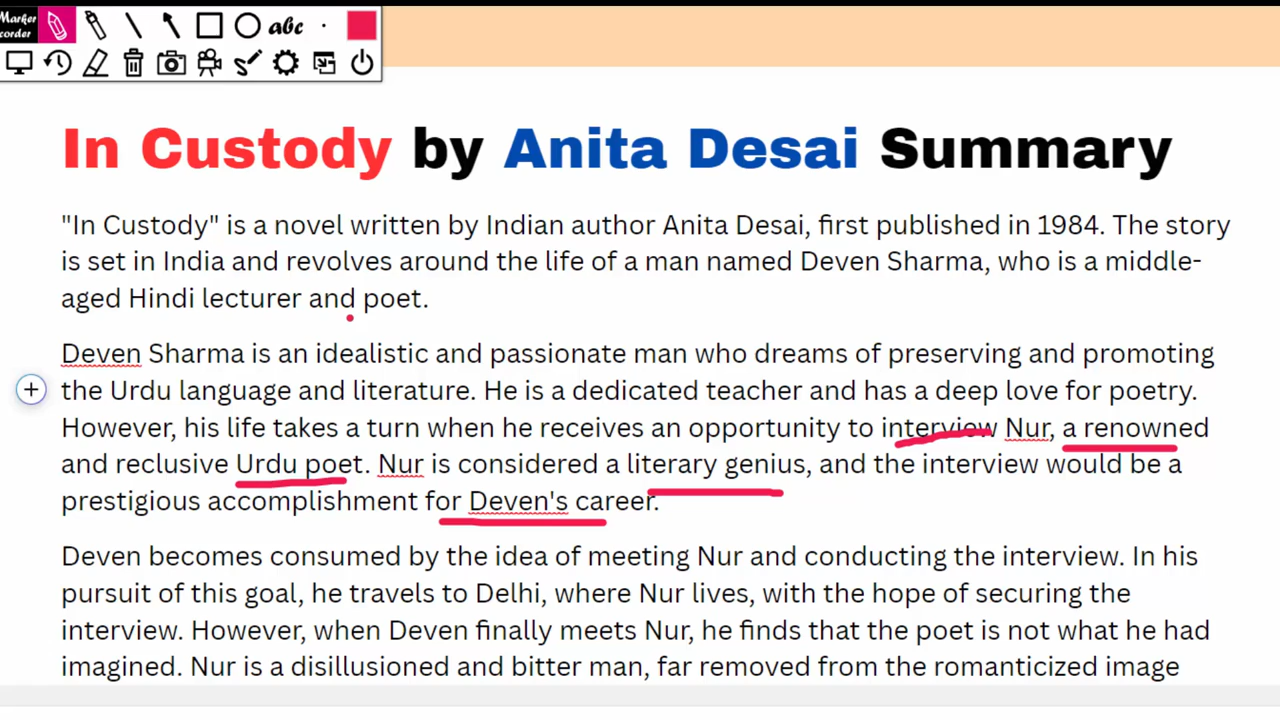 Marker
corder
abc
In Custody by Anita Desai Summary
"In Custody" is a novel written by Indian author Anita Desai, first published in 1984. The story
is set in India and revolves around the life of a man named Deven Sharma, who is a middle-
aged Hindi lecturer and poet.
Deven Sharma is an idealistic and passionate man who dreams of preserving and promoting
the Urdu language and literature. He is a dedicated teacher and has a deep love for poetry.
However, his life takes a turn when he receives an opportunity to interview Nur, a renowned
and reclusive Urdu poet. Nur is considered a literary genius, and the interview would be a
prestigious accomplishment for Deven's career.
Deven becomes consumed by the idea of meeting Nur and conducting the interview. In his
pursuit of this goal, he travels to Delhi, where Nur lives, with the hope of securing the
interview. However, when Deven finally meets Nur, he finds that the poet is not what he had
imagined. Nur is a disillusioned and bitter man, far removed from the romanticized image